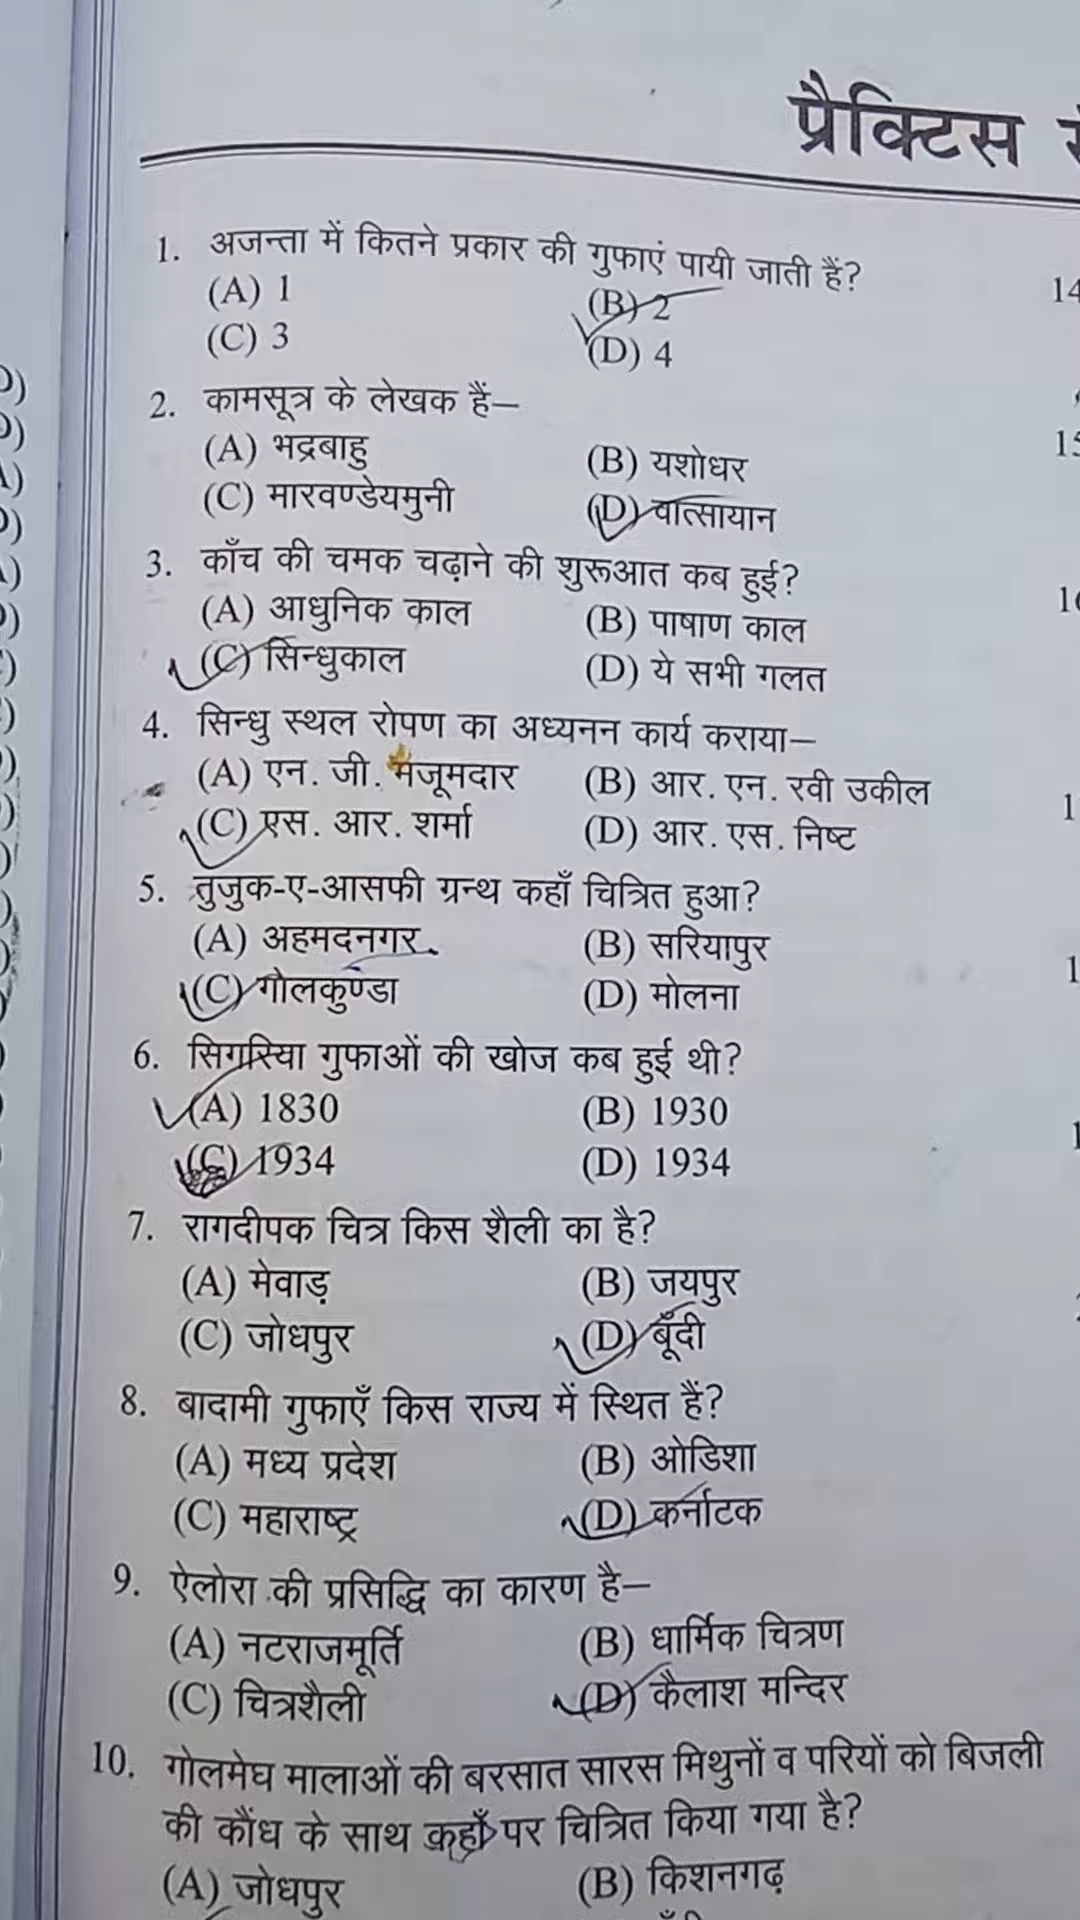 प्रैक्टिस
1. अजन्ता में कितने प्रकार की गुफाएं पायी जाती हैं?
(A) 1 (B) 2
(C) 3 (D) 4
2. कामसूत्र के लेखक हैं–
(A) भद्रबाहु (B) यशोधर
(C) मारवण्डेयमुनी (D) वात्सायान
3. काँच की चमक चढ़ाने की शुरूआत कब हुई?
(A) आधुनिक काल (B) पाषाण काल
(C) सिन्धुकाल (D) ये सभी गलत
4. सिन्धु स्थल रोपण का अध्यनन कार्य कराया–
(A) एन. जी. मजूमदार (B) आर. एन. रवी उकील
(C) एस. आर. शर्मा (D) आर. एस. निष्ट
5. तुजुक-ए-आसफी ग्रन्थ कहाँ चित्रित हुआ?
(A) अहमदनगर (B) सरियापुर
(C) गोलकुण्डा (D) मोलना
6. सिगरिया गुफाओं की खोज कब हुई थी?
(A) 1830 (B) 1930
(C) 1934 (D) 1934
7. रागदीपक चित्र किस शैली का है?
(A) मेवाड़ (B) जयपुर
(C) जोधपुर (D) बूँदी
8. बादामी गुफाएँ किस राज्य में स्थित हैं?
(A) मध्य प्रदेश (B) ओडिशा
(C) महाराष्ट्र (D) कर्नाटक
9. ऐलोरा की प्रसिद्धि का कारण है–
(A) नटराजमूर्ति (B) धार्मिक चित्रण
(C) चित्रशैली (D) कैलाश मन्दिर
10. गोलमेघ मालाओं की बरसात सारस मिथुनों व परियों को बिजली
की कौंध के साथ कहाँ पर चित्रित किया गया है?
(A) जोधपुर (B) किशनगढ़